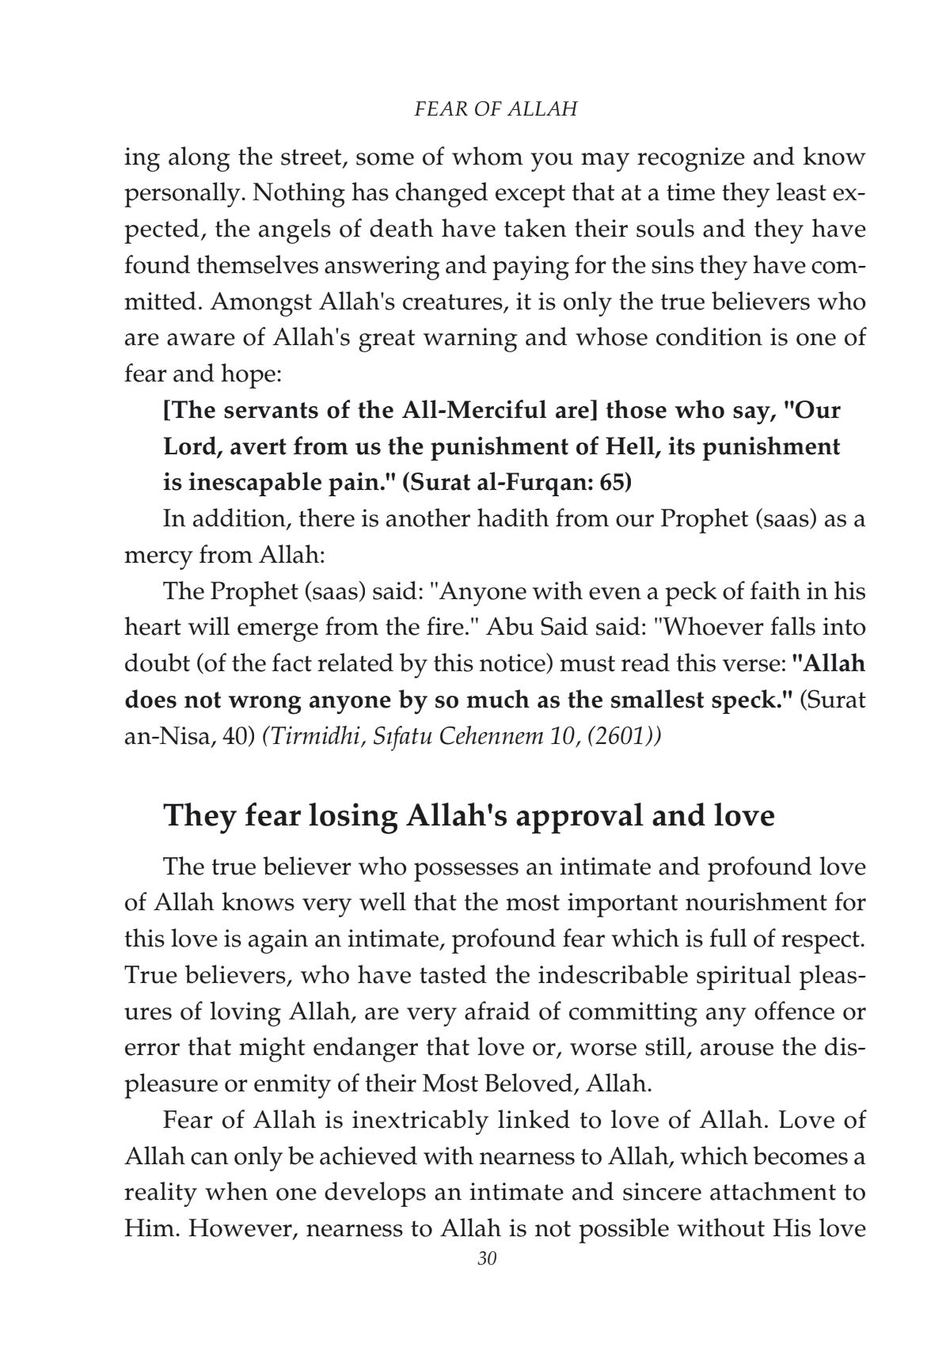 FEAR OF ALLAH
ing along the street, some of whom you may recognize and know
personally. Nothing has changed except that at a time they least ex-
pected, the angels of death have taken their souls and they have
found themselves answering and paying for the sins they have com-
mitted. Amongst Allah's creatures, it is only the true believers who
are aware of Allah's great warning and whose condition is one of
fear and hope:
[The servants of the All-Merciful are] those who say, "Our
Lord, avert from us the punishment of Hell, its punishment
is inescapable pain." (Surat al-Furqan: 65)
In addition, there is another hadith from our Prophet (saas) as a
mercy from Allah:
The Prophet (saas) said: "Anyone with even a peck of faith in his
heart will emerge from the fire." Abu Said said: "Whoever falls into
doubt (of the fact related by this notice) must read this verse: "Allah
does not wrong anyone by so much as the smallest speck." (Surat
an-Nisa, 40) (Tirmidhi, Sıfatu Cehennem 10, (2601))
They fear losing Allah's approval and love
The true believer who possesses an intimate and profound love
of Allah knows very well that the most important nourishment for
this love is again an intimate, profound fear which is full of respect.
True believers, who have tasted the indescribable spiritual pleas-
ures of loving Allah, are very afraid of committing any offence or
error that might endanger that love or, worse still, arouse the dis-
pleasure or enmity of their Most Beloved, Allah.
Fear of Allah is inextricably linked to love of Allah. Love of
Allah can only be achieved with nearness to Allah, which becomes a
reality when one develops an intimate and sincere attachment to
Him. However, nearness to Allah is not possible without His love
30